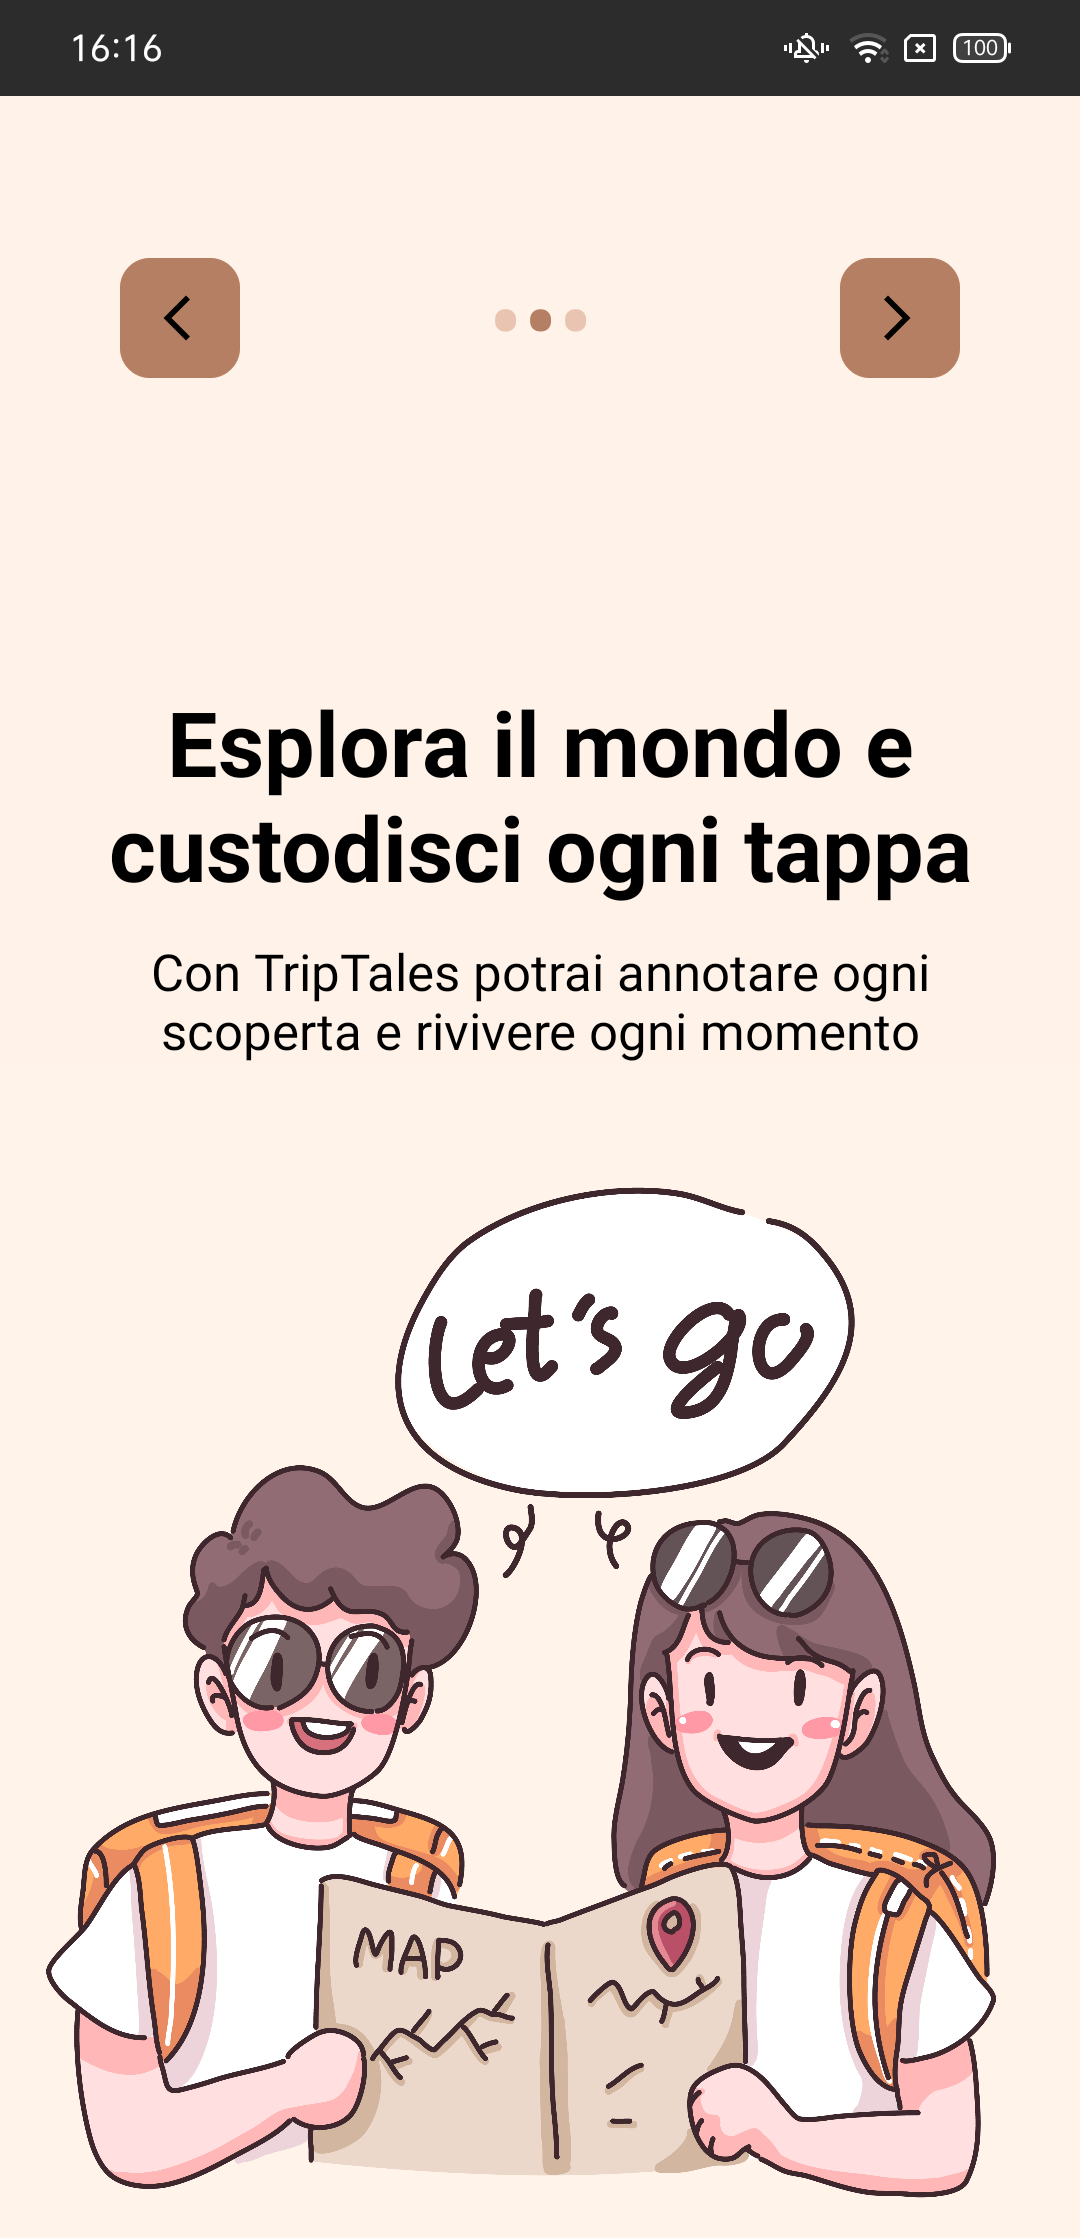 16:16
100
Esplora il mondo e
custodisci ogni tappa
Con TripTales potrai annotare ogni
scoperta e rivivere ogni momento
Let's go
MAP